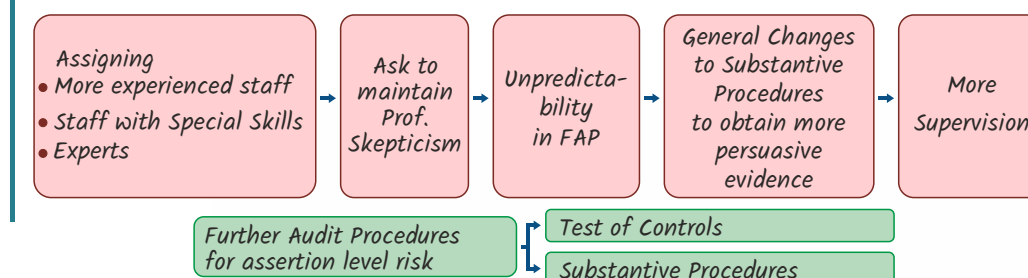 Assigning
• More experienced staff
• Staff with Special Skills
• Experts
Ask to
maintain
Prof.
Skepticism
Unpredicta-
bility
in FAP
General Changes
to Substantive
Procedures
to obtain more
persuasive
evidence
More
Supervision
Further Audit Procedures
for assertion level risk
Test of Controls
Substantive Procedures